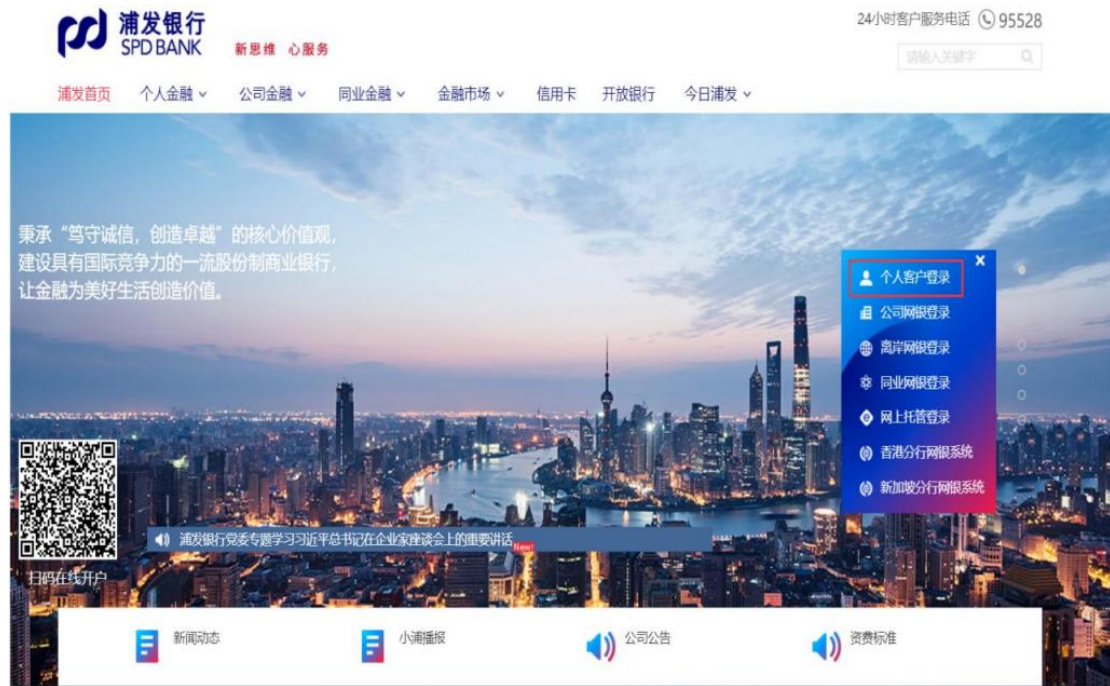 浦发银行
SPD BANK
新思维 心服务
24小时客户服务电话 95528
请输入关键字
浦发首页 个人金融 公司金融 同业金融 金融市场 信用卡 开放银行 今日浦发
秉承“笃守诚信，创造卓越”的核心价值观，
建设具有国际竞争力的一流股份制商业银行，
让金融为美好生活创造价值。
x
个人客户登录
公司网银登录
离岸网银登录
同业网银登录
网上托管登录
香港分行网银系统
新加坡分行网银系统
浦发银行党委专题学习习近平总书记在企业家座谈会上的重要讲话 New!
扫码在线开户
新闻动态 小浦播报 公司公告 资费标准